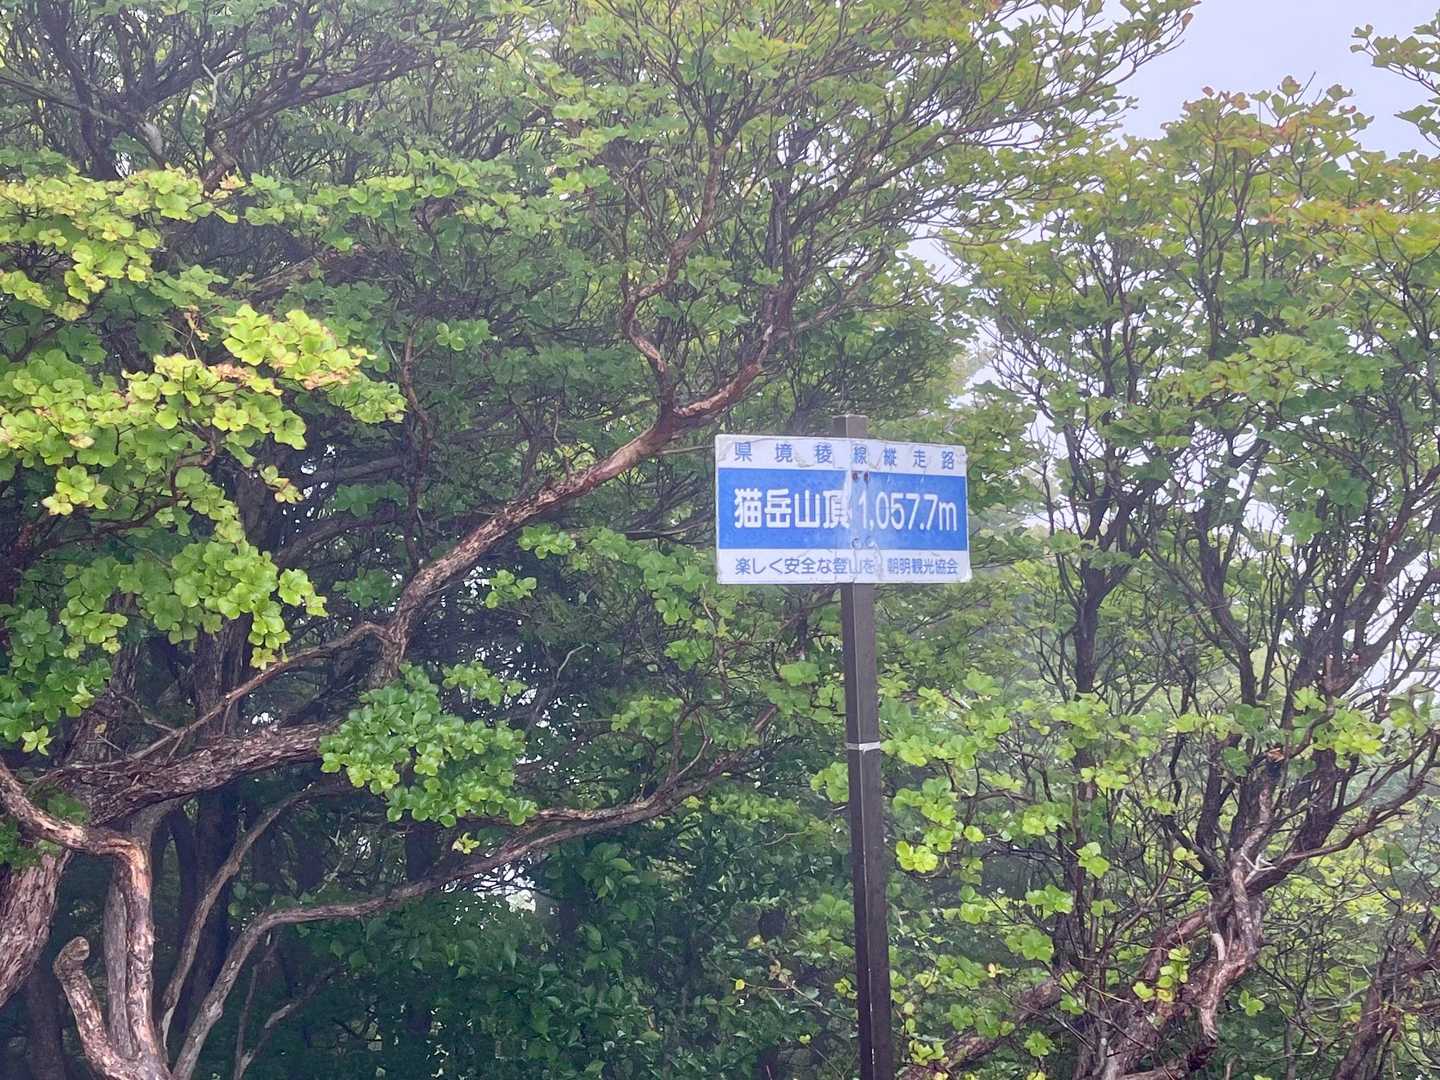 県境稜線縦走路
猫岳山頂 1,057.7m
楽しく安全な登山を 朝明観光協会